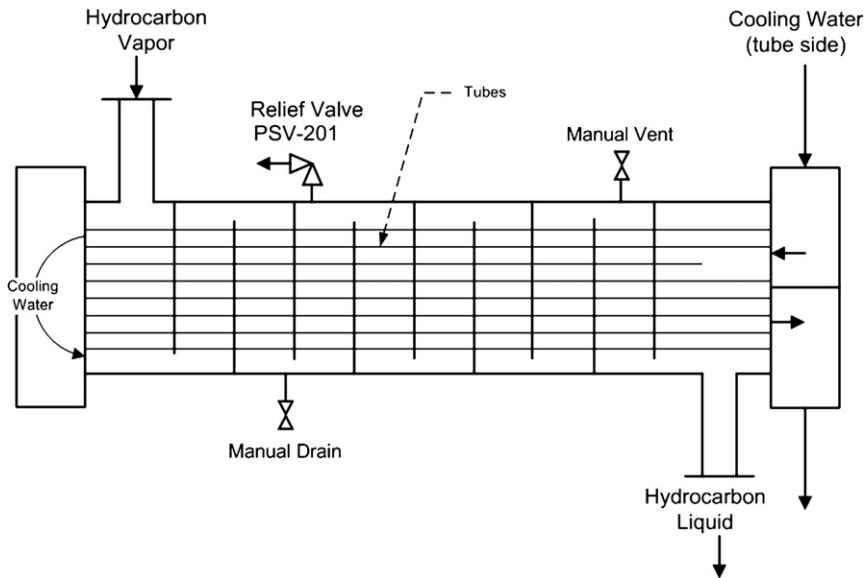 Hydrocarbon
Vapor
Cooling Water
(tube side)
Relief Valve
PSV-201
Tubes
Manual Vent
Cooling
Water
Manual Drain
Hydrocarbon
Liquid